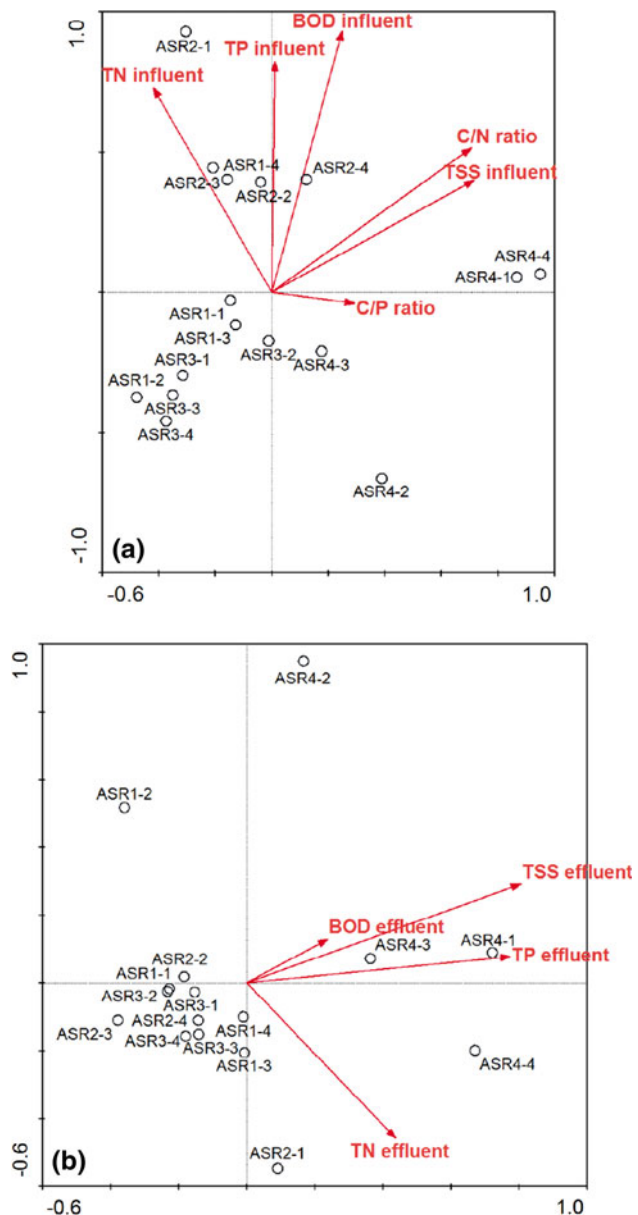 1.0
BOD influent
ASR2-1
TP influent
TN influent
C/N ratio
ASR1-4
ASR2-4
ASR2-3
ASR2-2
TSS influent
ASR4-4
ASR4-1
C/P ratio
ASR1-1
ASR1-3
ASR3-1
ASR3-2
ASR4-3
ASR1-2
ASR3-3
ASR3-4
ASR4-2
(a)
-1.0
-0.6
1.0
1.0
ASR4-2
ASR1-2
TSS effluent
BOD effluent
ASR4-3
ASR4-1
TP effluent
ASR2-2
ASR1-1
ASR3-2
ASR3-1
ASR2-3
ASR2-4
ASR1-4
ASR3-4
ASR3-3
ASR1-3
ASR4-4
TN effluent
ASR2-1
(b)
-0.6
-0.6
1.0